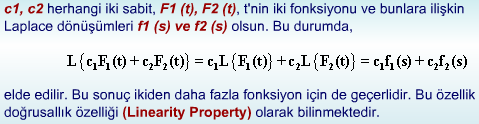 c1, c2 herhangi iki sabit, F1 (t), F2 (t), t'nin iki fonksiyonu ve bunlara ilişkin
Laplace dönüşümleri f1 (s) ve f2 (s) olsun. Bu durumda,
L{c₁F₁(t) + c₂F₂(t)} = c₁L{F₁(t)} + c₂L{F₂(t)} = c₁f₁(s) + c₂f₂(s)
elde edilir. Bu sonuç ikiden daha fazla fonksiyon için de geçerlidir. Bu özellik
doğrusallık özelliği (Linearity Property) olarak bilinmektedir.